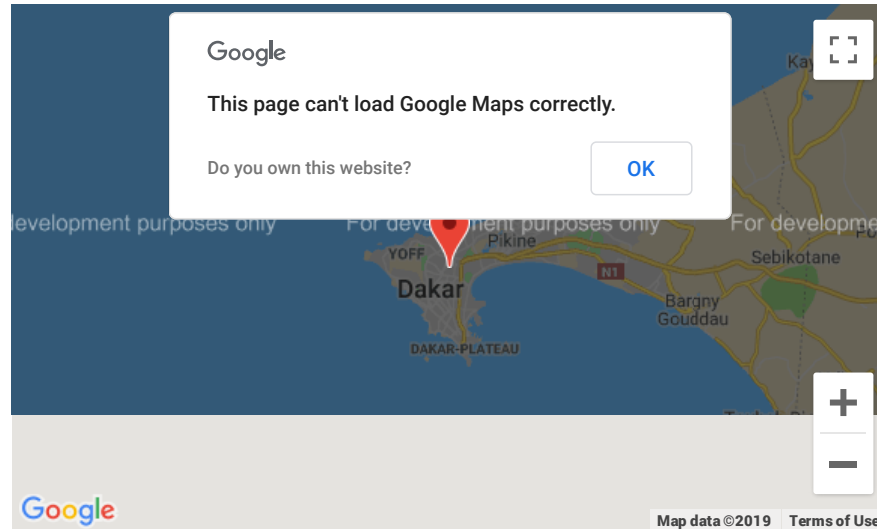 Google
This page can't load Google Maps correctly.
Do you own this website?
OK
Kay
evelopment purposes only
For deve
ment purposes only
For developme
YOFF
Pikine
Sebikotane
N1
Dakar
Bargny
Gouddau
DAKAR-PLATEAU
Google
Map data ©2019
Terms of Use